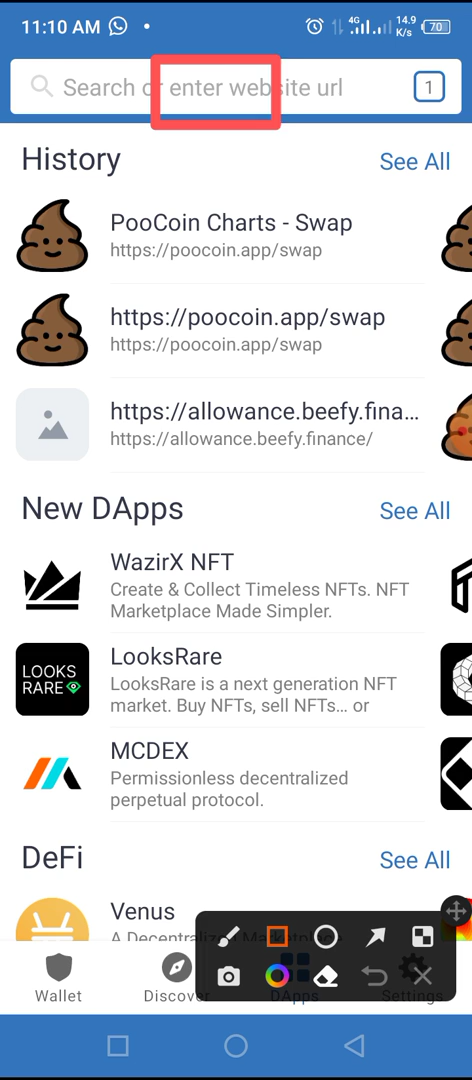 11:10 AM
4G 14.9 K/s 70
Search or enter website url
1
History See All
PooCoin Charts - Swap
https://poocoin.app/swap
https://poocoin.app/swap
https://poocoin.app/swap
https://allowance.beefy.fina...
https://allowance.beefy.finance/
New DApps See All
WazirX NFT
Create & Collect Timeless NFTs. NFT
Marketplace Made Simpler.
LOOKS
RARE
LooksRare
LooksRare is a next generation NFT
market. Buy NFTs, sell NFTs... or
MCDEX
Permissionless decentralized
perpetual protocol.
DeFi See All
Venus
A Decentralized Marketplace
Wallet Discover DApps Settings